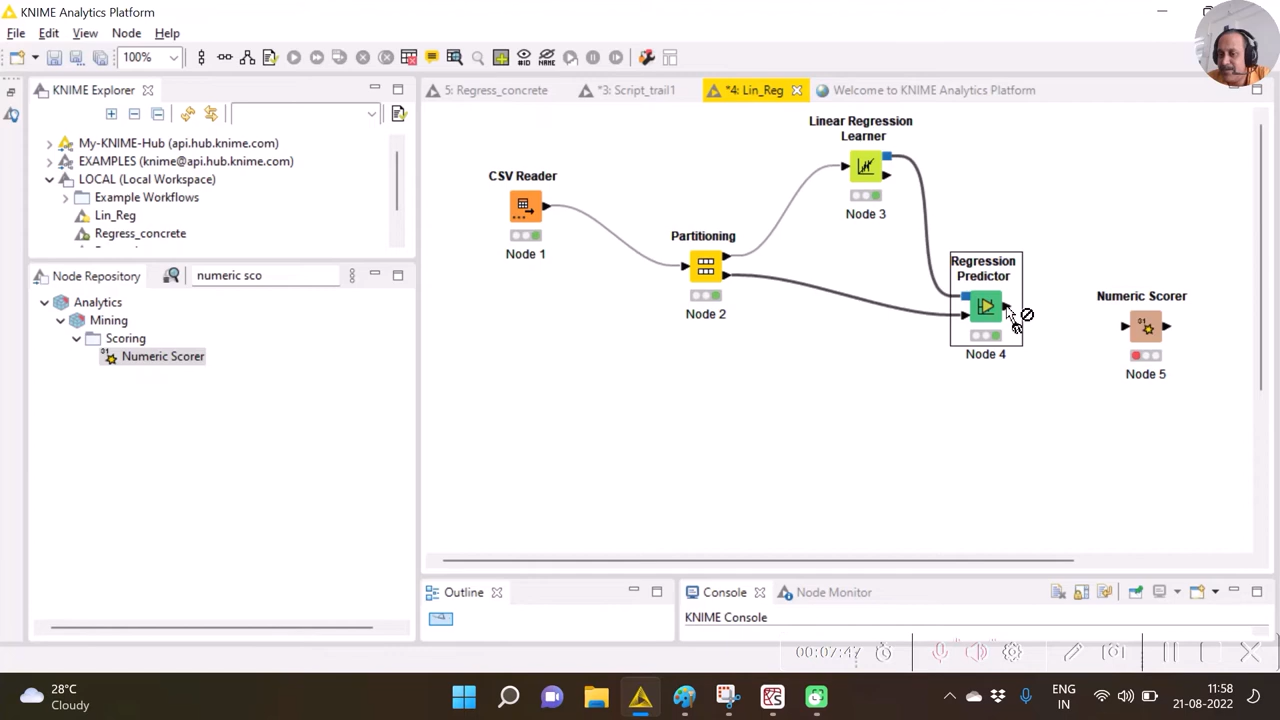 KNIME Analytics Platform
File Edit View Node Help
100%
KNIME Explorer
My-KNIME-Hub (api.hub.knime.com)
EXAMPLES (knime@api.hub.knime.com)
LOCAL (Local Workspace)
Example Workflows
Lin_Reg
Regress_concrete
Node Repository
numeric sco
Analytics
Mining
Scoring
Numeric Scorer
5: Regress_concrete
*3: Script_trail1
*4: Lin_Reg
Welcome to KNIME Analytics Platform
Linear Regression
Learner
Node 3
CSV Reader
Node 1
Partitioning
Node 2
Regression
Predictor
Node 4
Numeric Scorer
Node 5
Outline
Console
Node Monitor
KNIME Console
00:07:47
28°C
Cloudy
ENG
IN
11:58
21-08-2022